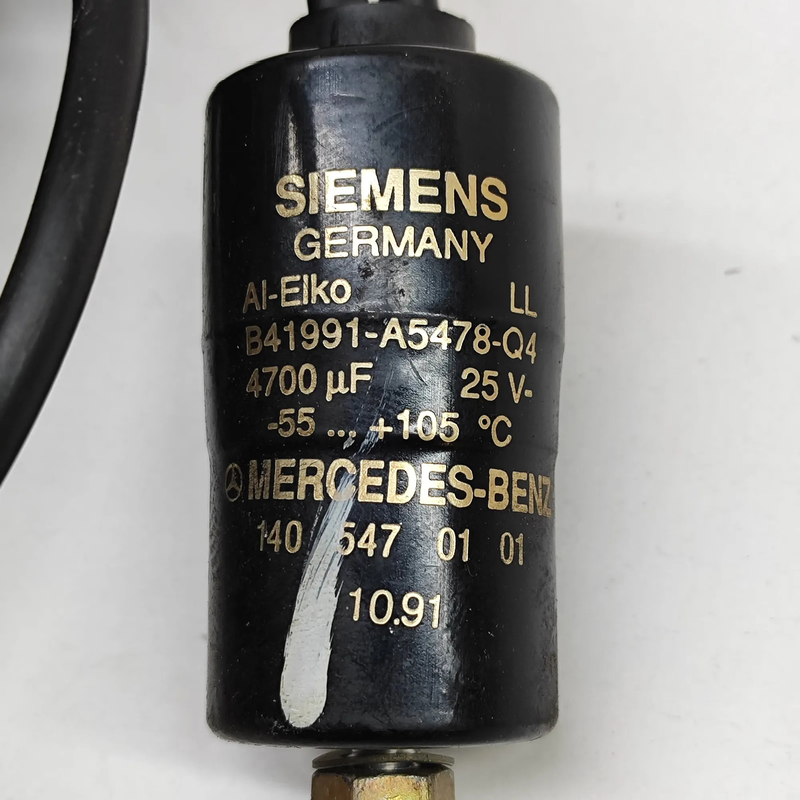 SIEMENS
GERMANY
Al-Elko LL
B41991-A5478-Q4
4700 µF 25 V-
-55 ... +105 °C
MERCEDES-BENZ
140 547 01 01
10.91